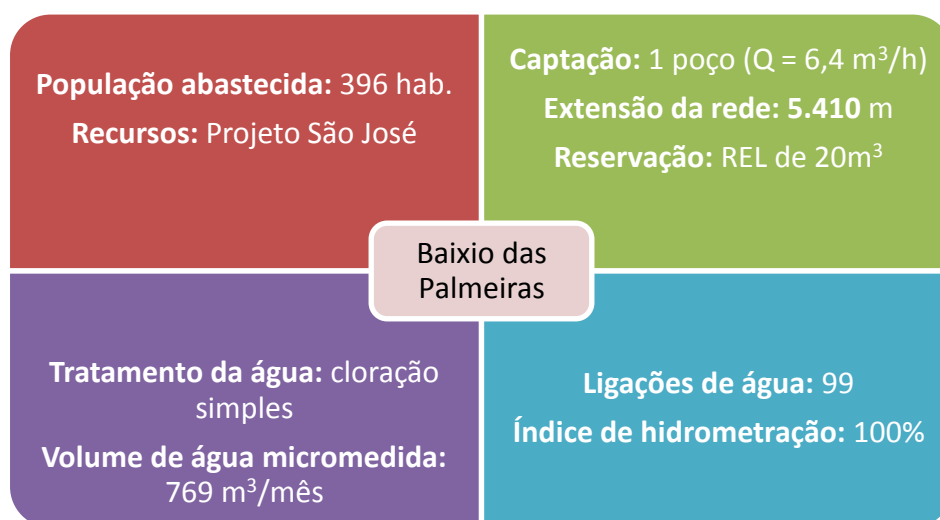 População abastecida: 396 hab.
Recursos: Projeto São José
Captação: 1 poço (Q = 6,4 m³/h)
Extensão da rede: 5.410 m
Reservação: REL de 20m³
Baixio das
Palmeiras
Tratamento da água: cloração
simples
Volume de água micromedida:
769 m³/mês
Ligações de água: 99
Índice de hidrometração: 100%